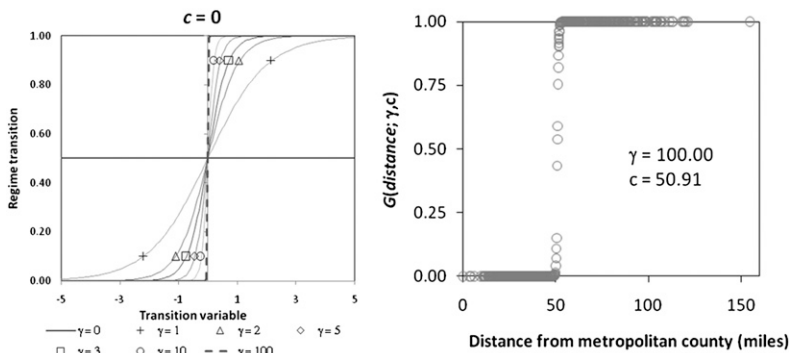 c = 0
1.00
0.80
0.60
0.40
0.20
0.00
Regime transition
-5
-3
-1
1
3
5
Transition variable
γ=0
γ=1
γ=2
γ=5
γ=3
γ=10
γ=100
1.00
0.75
0.50
0.25
0.00
G(distance; γ,c)
γ = 100.00
c = 50.91
0
50
100
150
Distance from metropolitan county (miles)